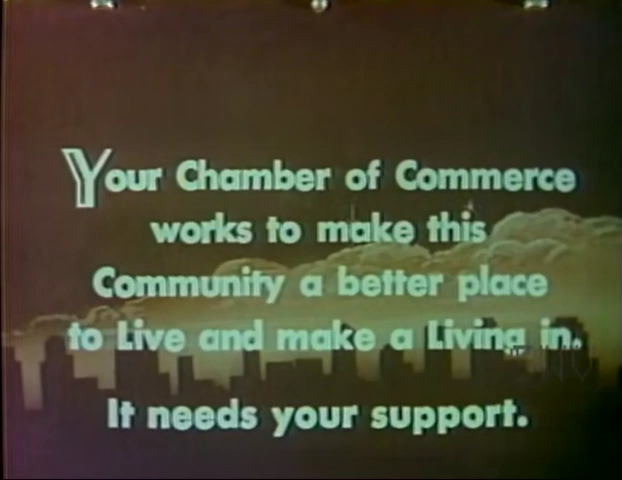 Your Chamber of Commerce
works to make this
Community a better place
to Live and make a Living in.
It needs your support.